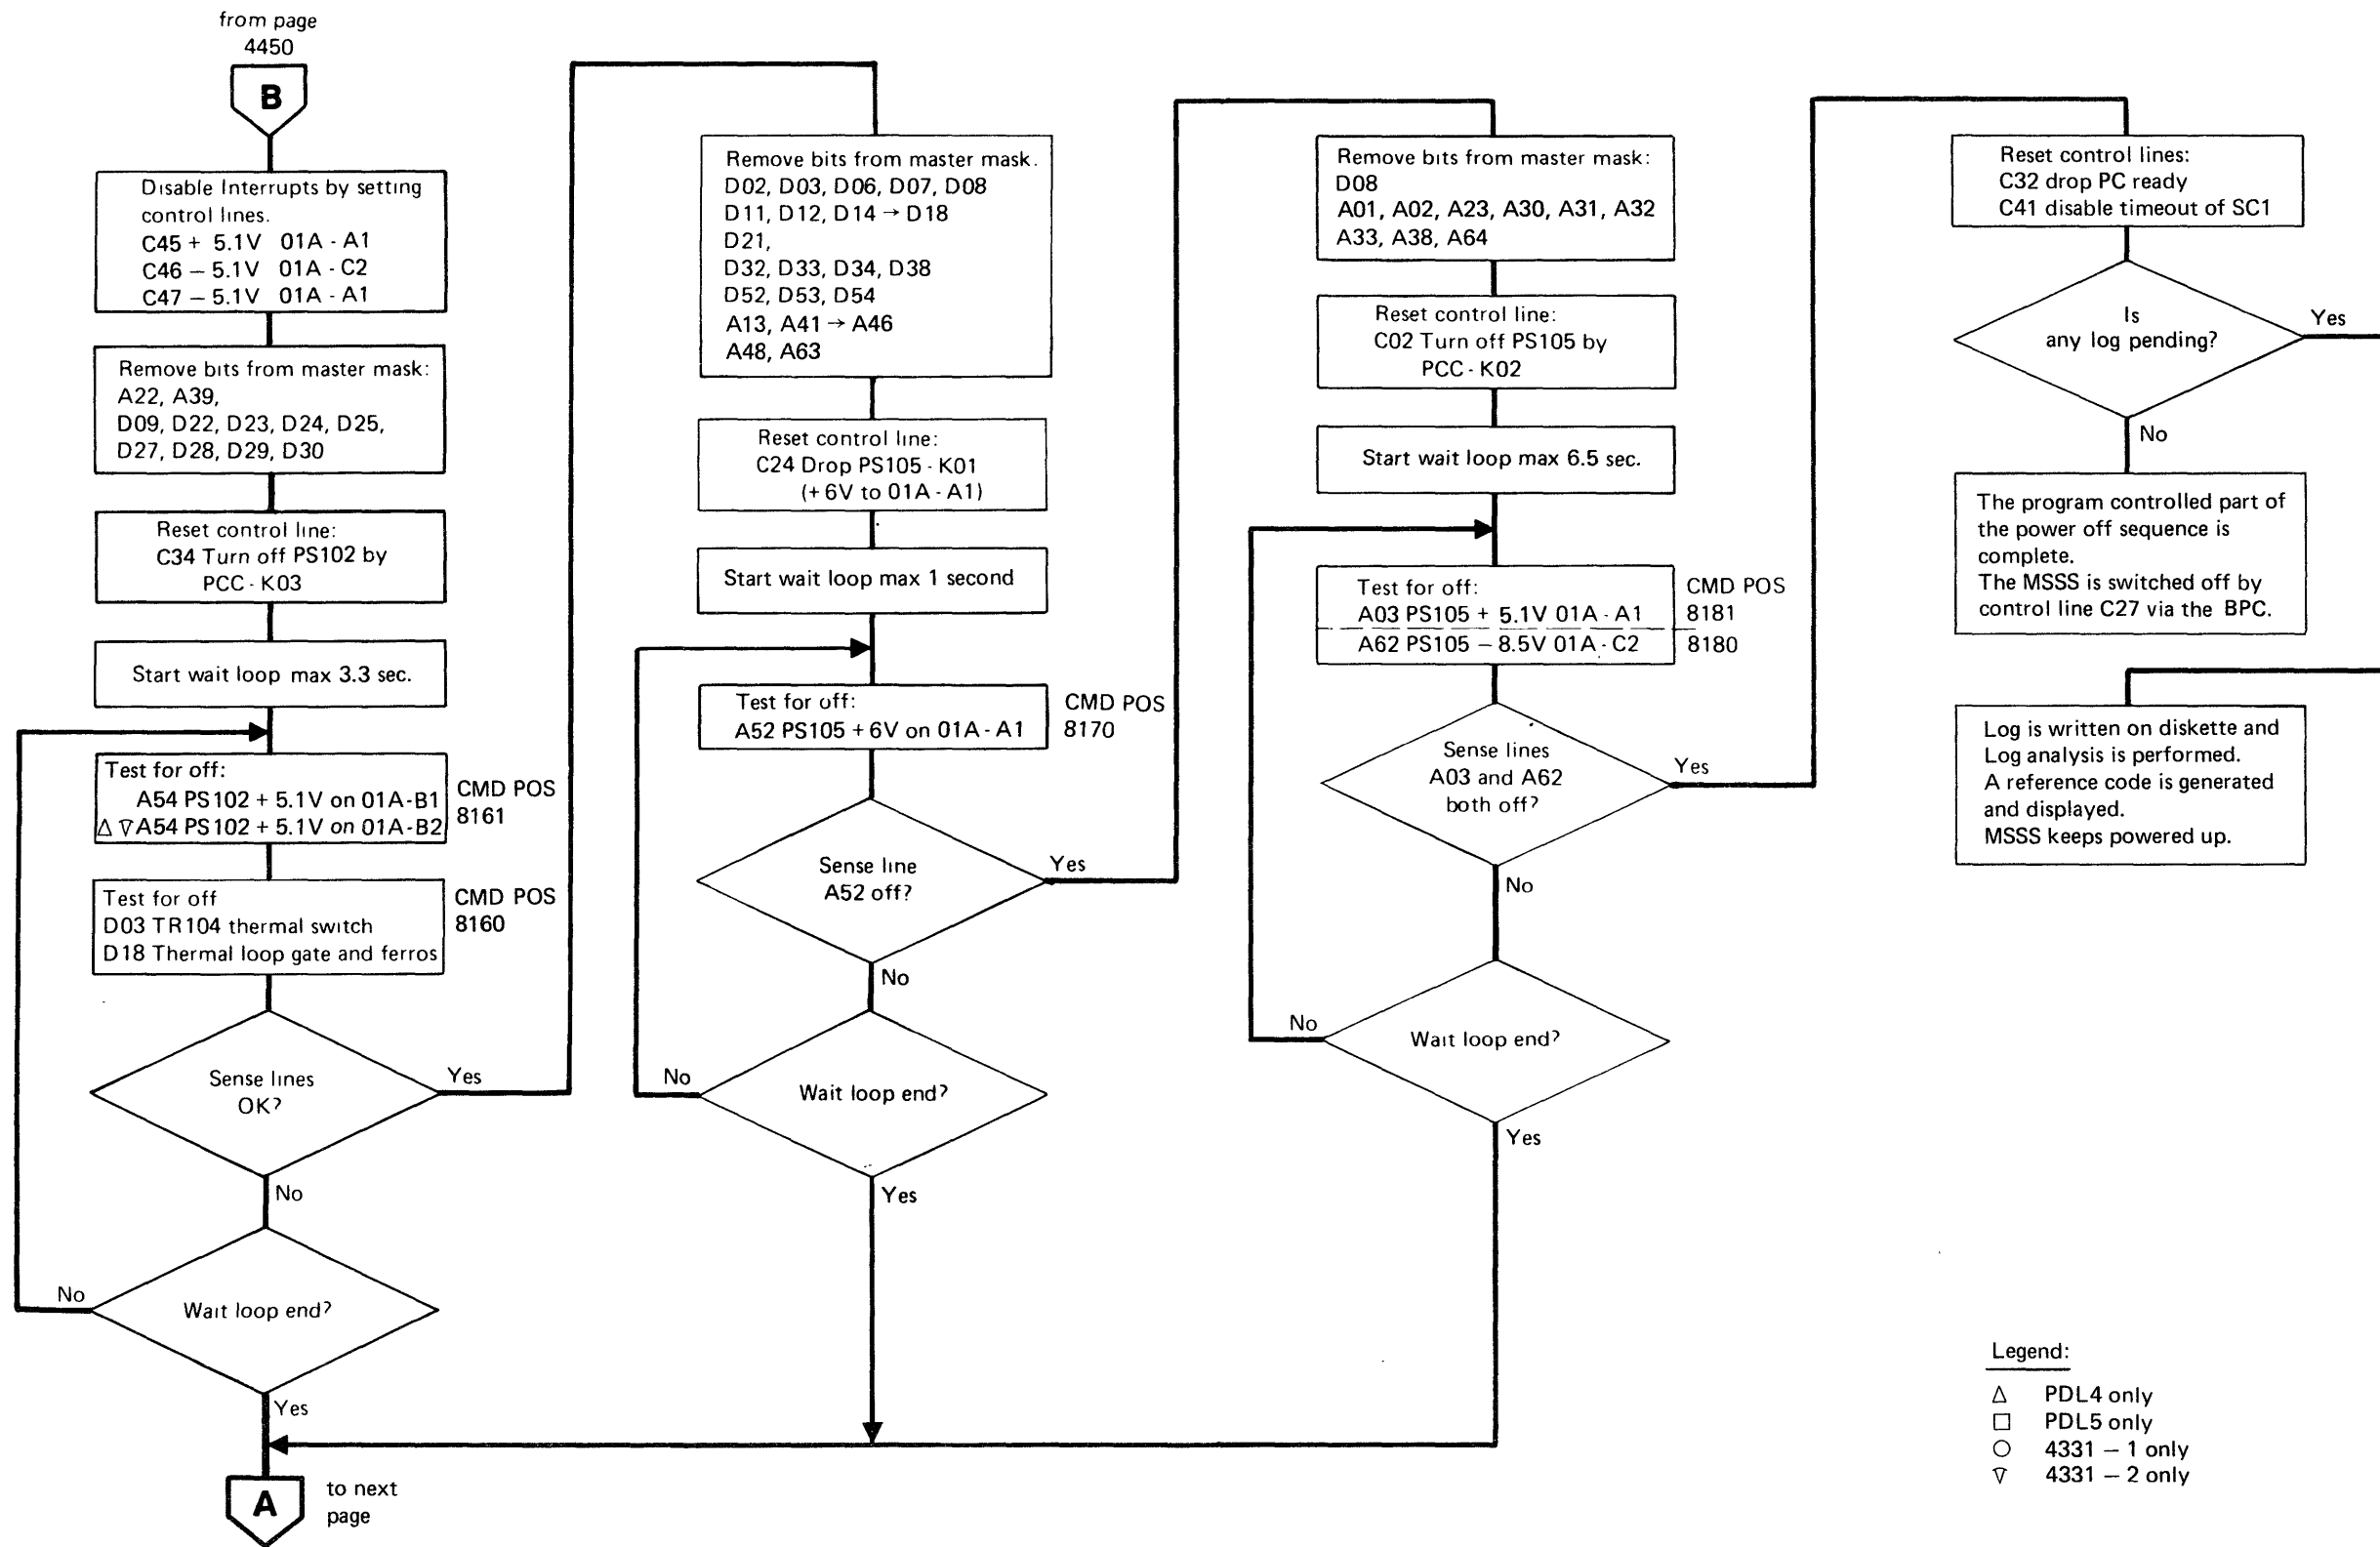 from page
4450
B
Disable Interrupts by setting
control lines.
C45 + 5.1V 01A - A1
C46 – 5.1V 01A - C2
C47 – 5.1V 01A - A1
Remove bits from master mask:
A22, A39,
D09, D22, D23, D24, D25,
D27, D28, D29, D30
Reset control line:
C34 Turn off PS102 by
PCC - K03
Start wait loop max 3.3 sec.
Test for off:
A54 PS102 + 5.1V on 01A-B1
△ ▽ A54 PS102 + 5.1V on 01A-B2
CMD POS
8161
Test for off
D03 TR104 thermal switch
D18 Thermal loop gate and ferros
CMD POS
8160
Sense lines
OK?
Yes
No
Wait loop end?
No
Yes
A
to next
page
Remove bits from master mask.
D02, D03, D06, D07, D08
D11, D12, D14 → D18
D21,
D32, D33, D34, D38
D52, D53, D54
A13, A41 → A46
A48, A63
Reset control line:
C24 Drop PS105 - K01
(+ 6V to 01A - A1)
Start wait loop max 1 second
Test for off:
A52 PS105 + 6V on 01A - A1
CMD POS
8170
Sense line
A52 off?
Yes
No
Wait loop end?
No
Yes
Remove bits from master mask:
D08
A01, A02, A23, A30, A31, A32
A33, A38, A64
Reset control line:
C02 Turn off PS105 by
PCC - K02
Start wait loop max 6.5 sec.
Test for off:
A03 PS105 + 5.1V 01A - A1
A62 PS105 – 8.5V 01A - C2
CMD POS
8181
8180
Sense lines
A03 and A62
both off?
Yes
No
Wait loop end?
No
Yes
Reset control lines:
C32 drop PC ready
C41 disable timeout of SC1
Is
any log pending?
Yes
No
The program controlled part of
the power off sequence is
complete.
The MSSS is switched off by
control line C27 via the BPC.
Log is written on diskette and
Log analysis is performed.
A reference code is generated
and displayed.
MSSS keeps powered up.
Legend:
△ PDL4 only
□ PDL5 only
○ 4331 – 1 only
▽ 4331 – 2 only